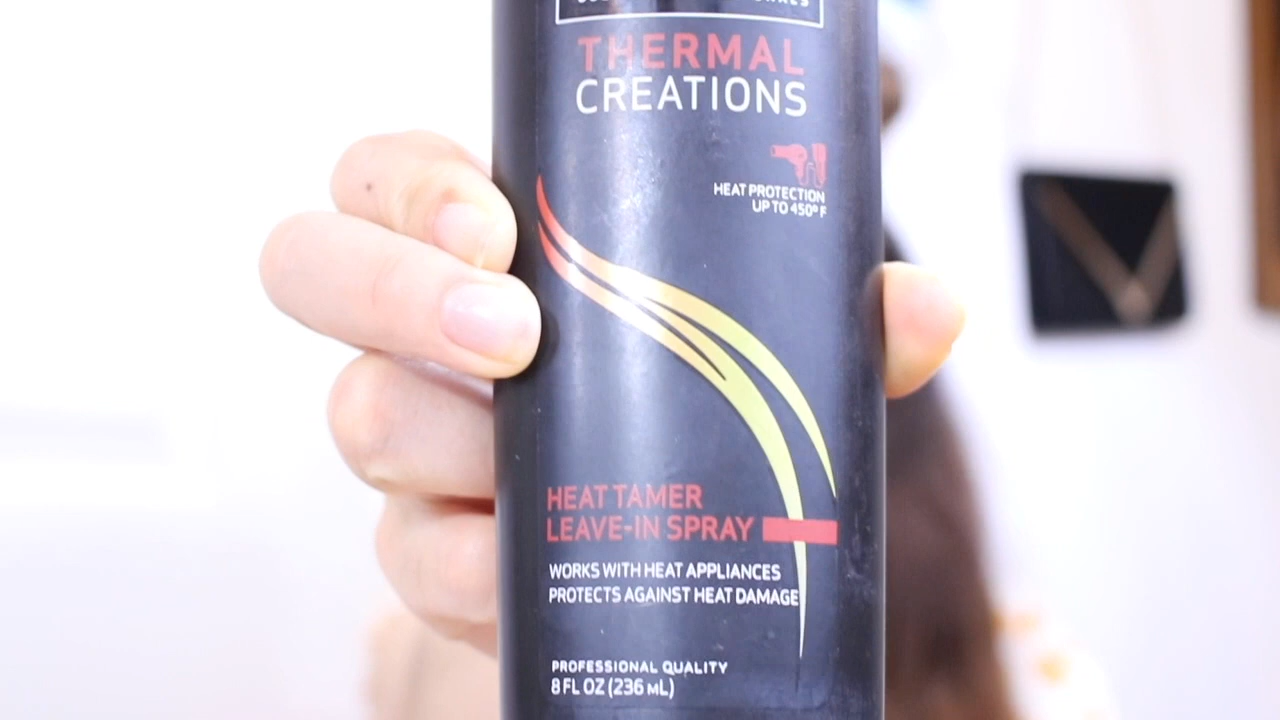 THERMAL
CREATIONS
HEAT PROTECTION
UP TO 450° F
HEAT TAMER
LEAVE-IN SPRAY
WORKS WITH HEAT APPLIANCES
PROTECTS AGAINST HEAT DAMAGE
PROFESSIONAL QUALITY
8 FL OZ (236 mL)